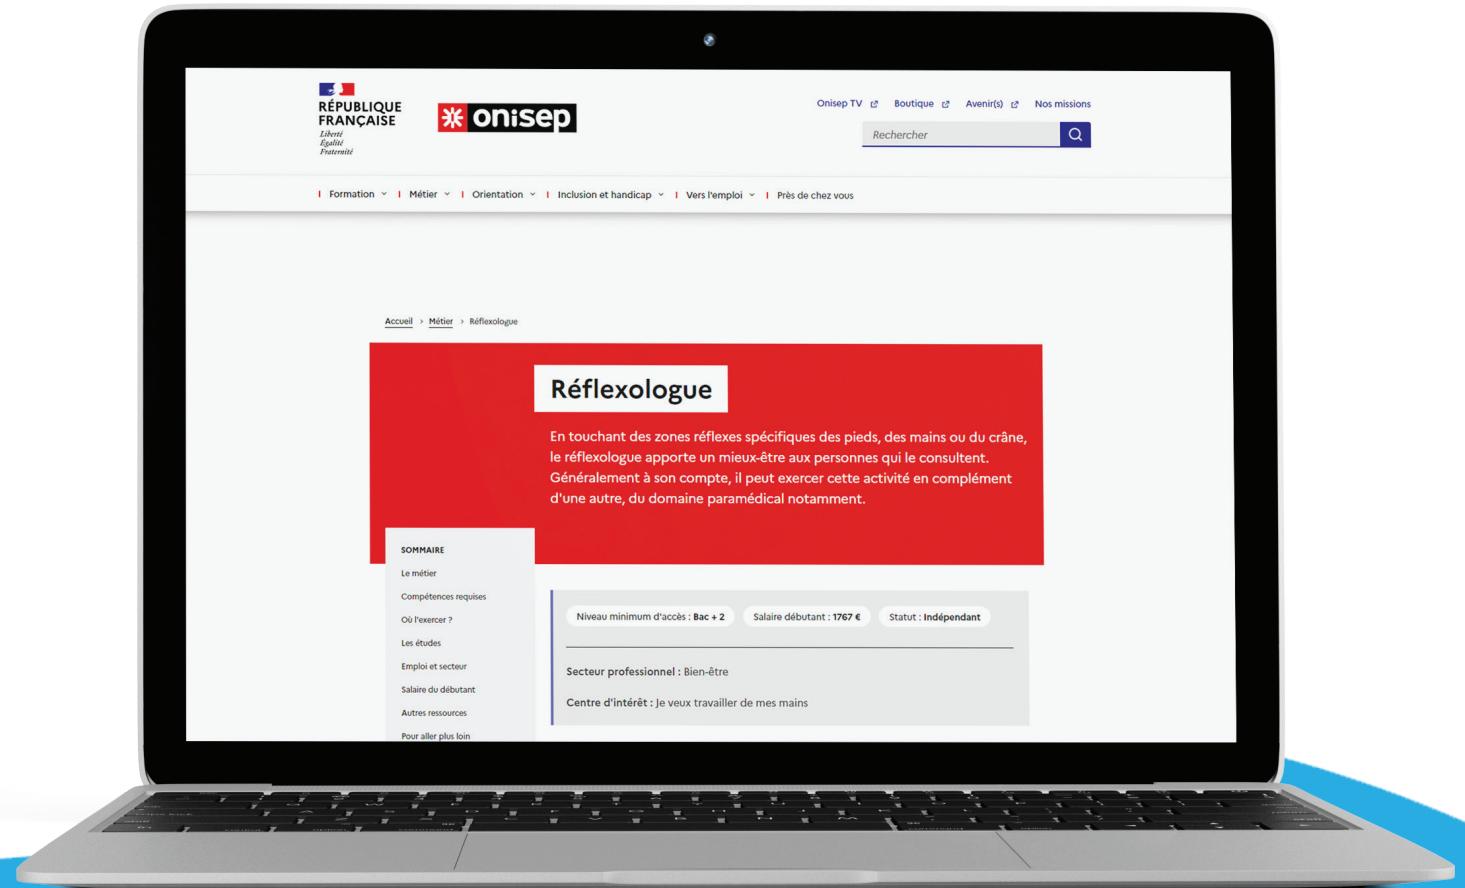 RÉPUBLIQUE
FRANÇAISE
Liberté
Égalité
Fraternité
onisep
Onisep TV Boutique Avenir(s) Nos missions
Rechercher
Formation Métier Orientation Inclusion et handicap Vers l'emploi Près de chez vous
Accueil > Métier > Réflexologue
Réflexologue
En touchant des zones réflexes spécifiques des pieds, des mains ou du crâne,
le réflexologue apporte un mieux-être aux personnes qui le consultent.
Généralement à son compte, il peut exercer cette activité en complément
d'une autre, du domaine paramédical notamment.
SOMMAIRE
Le métier
Compétences requises
Où l'exercer ?
Les études
Emploi et secteur
Salaire du débutant
Autres ressources
Pour aller plus loin
Niveau minimum d'accès : Bac + 2 Salaire débutant : 1767 € Statut : Indépendant
Secteur professionnel : Bien-être
Centre d'intérêt : Je veux travailler de mes mains